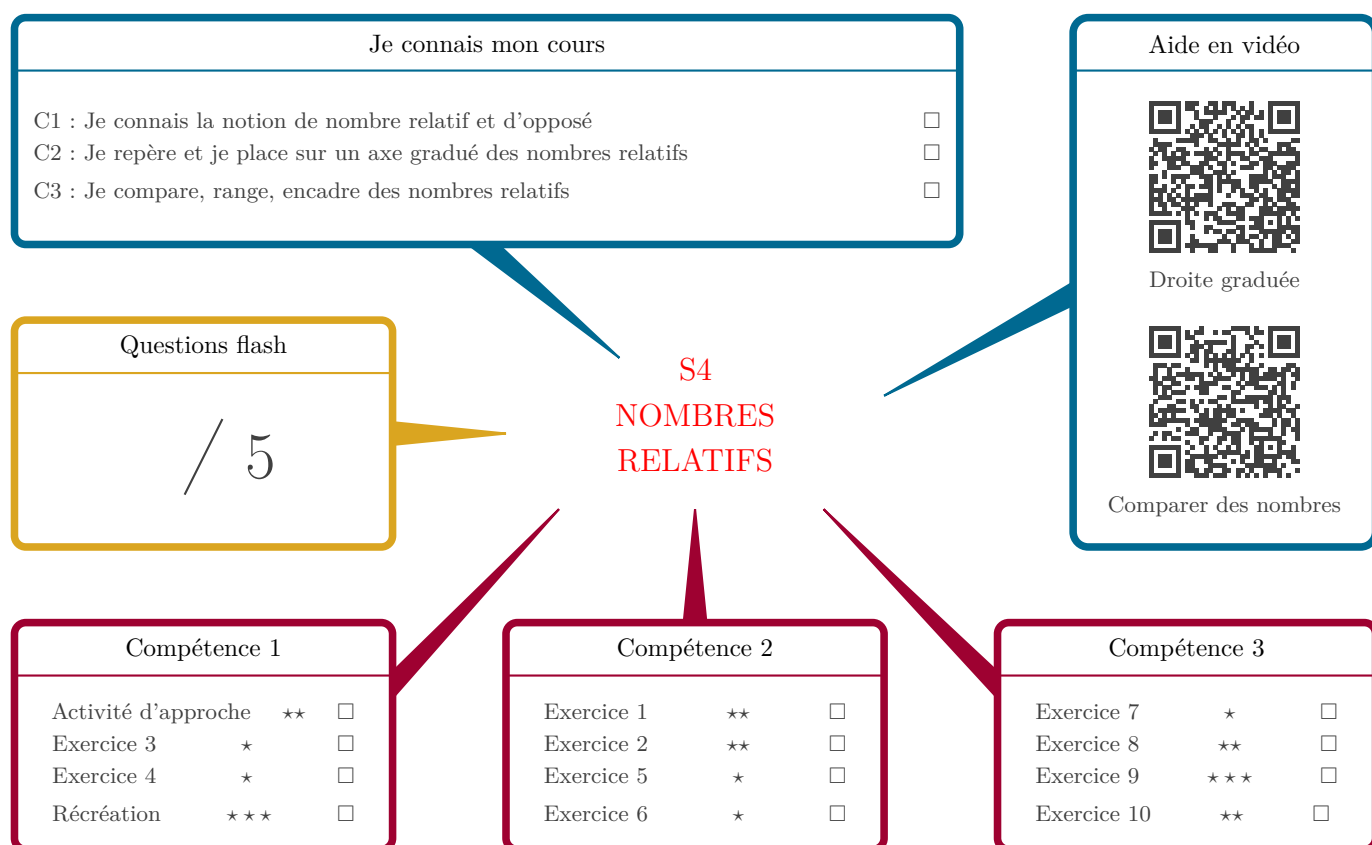 Je connais mon cours
C1 : Je connais la notion de nombre relatif et d'opposé □
C2 : Je repère et je place sur un axe gradué des nombres relatifs □
C3 : Je compare, range, encadre des nombres relatifs □
Aide en vidéo
Droite graduée
Comparer des nombres
Questions flash
/ 5
S4
NOMBRES
RELATIFS
Compétence 1
Activité d'approche ⋆⋆ □
Exercice 3 ⋆ □
Exercice 4 ⋆ □
Récréation ⋆⋆⋆ □
Compétence 2
Exercice 1 ⋆⋆ □
Exercice 2 ⋆⋆ □
Exercice 5 ⋆ □
Exercice 6 ⋆ □
Compétence 3
Exercice 7 ⋆ □
Exercice 8 ⋆⋆ □
Exercice 9 ⋆⋆⋆ □
Exercice 10 ⋆⋆ □